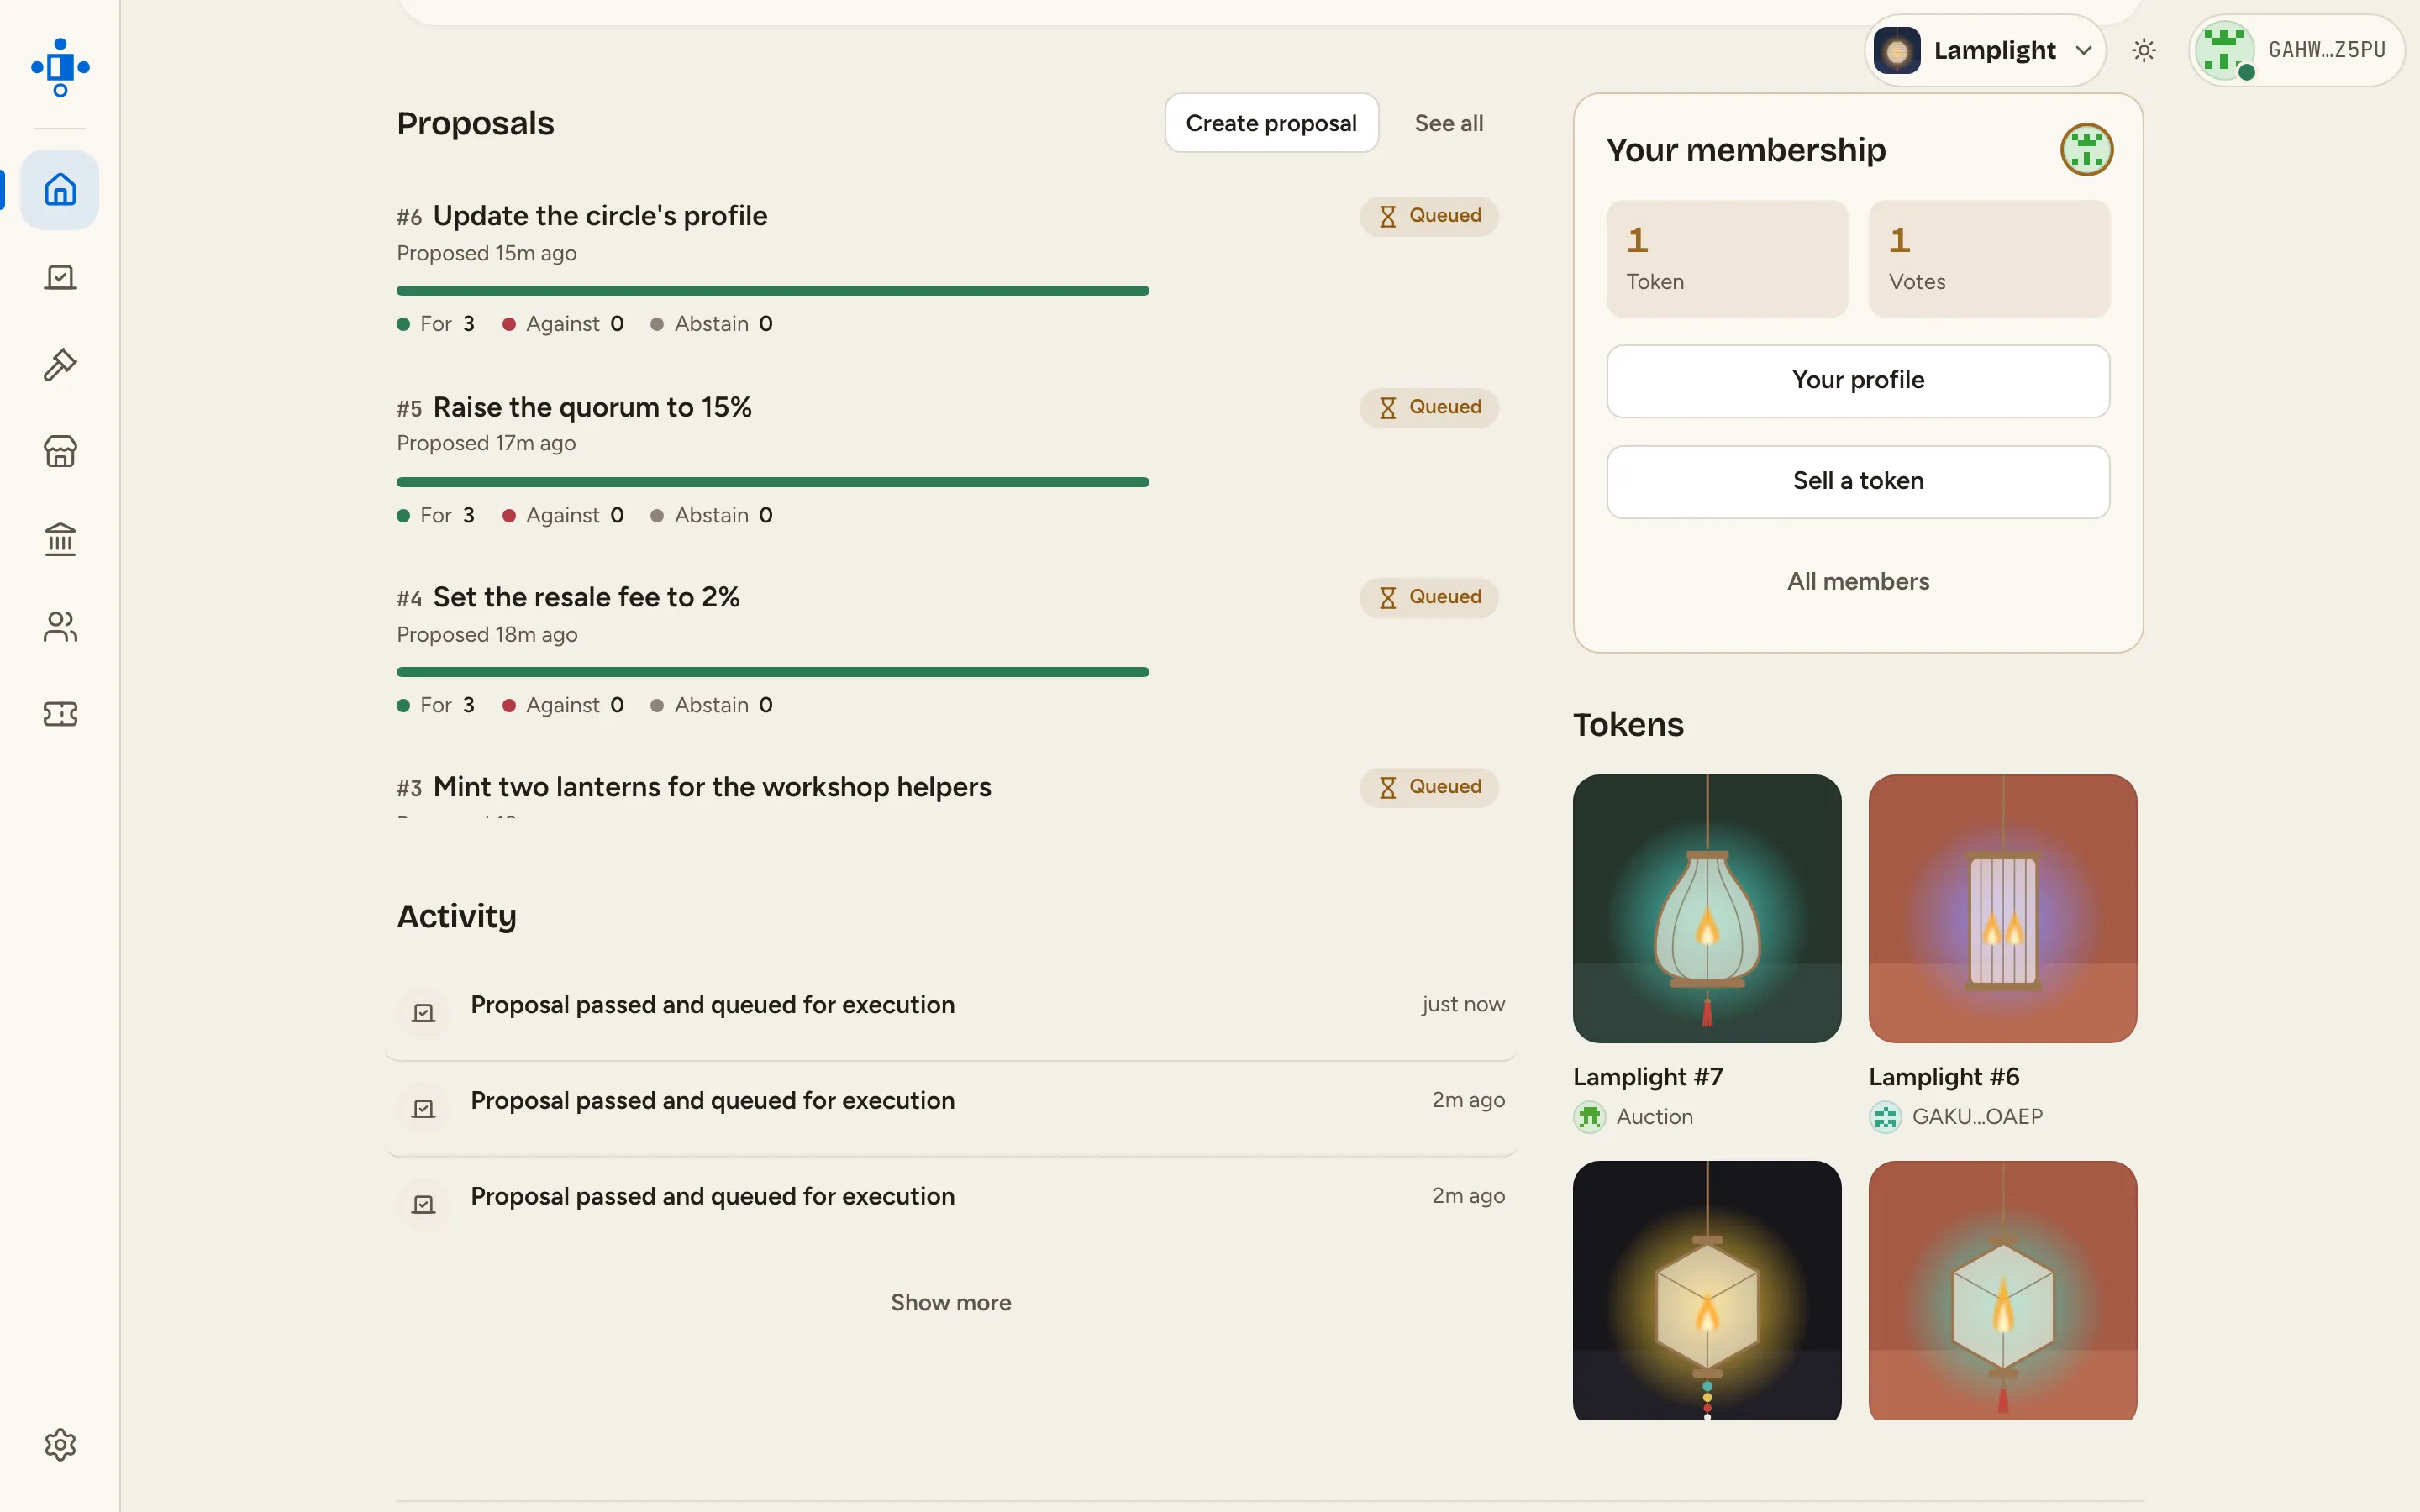 Lamplight
GAHW...Z5PU
Proposals
Create proposal
See all
#6 Update the circle's profile
Queued
Proposed 15m ago
For 3 Against 0 Abstain 0
#5 Raise the quorum to 15%
Queued
Proposed 17m ago
For 3 Against 0 Abstain 0
#4 Set the resale fee to 2%
Queued
Proposed 18m ago
For 3 Against 0 Abstain 0
#3 Mint two lanterns for the workshop helpers
Queued
Activity
Proposal passed and queued for execution
just now
Proposal passed and queued for execution
2m ago
Proposal passed and queued for execution
2m ago
Show more
Your membership
1
Token
1
Votes
Your profile
Sell a token
All members
Tokens
Lamplight #7
Auction
Lamplight #6
GAKU...OAEP